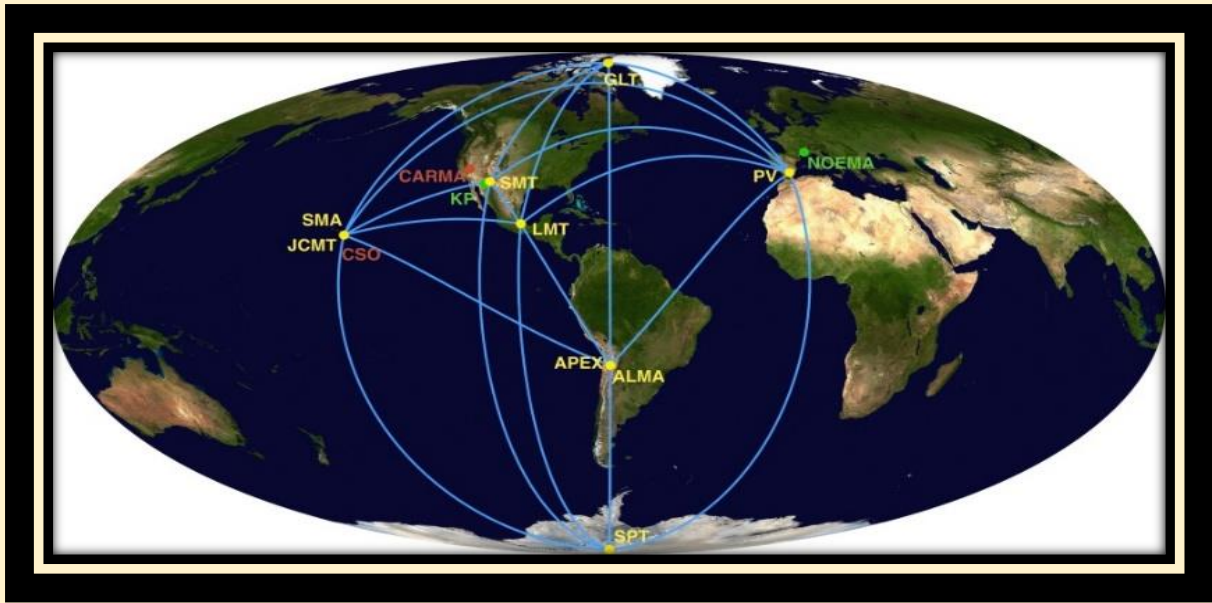 GLT
CARMA
SMT
NOEMA
KP
PV
SMA
LMT
JCMT
CSO
APEX
ALMA
SPT